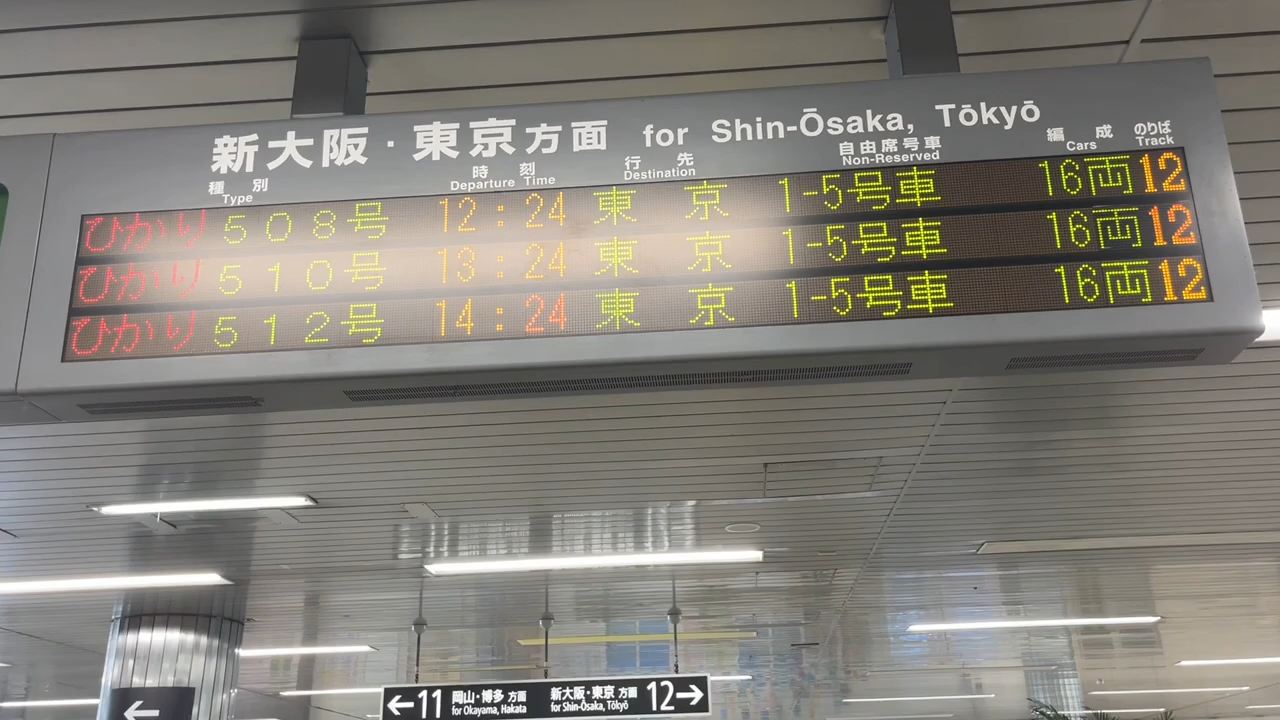 新大阪・東京方面 for Shin-Ōsaka, Tōkyō
種別 時刻 行先 自由席号車 編成 のりば
Type Departure Time Destination Non-Reserved Cars Track
ひかり 508号 12:24 東京 1-5号車 16両 12
ひかり 510号 13:24 東京 1-5号車 16両 12
ひかり 512号 14:24 東京 1-5号車 16両 12
←11 岡山・博多 方面 新大阪・東京 方面 12→
for Okayama, Hakata for Shin-Ōsaka, Tōkyō
←